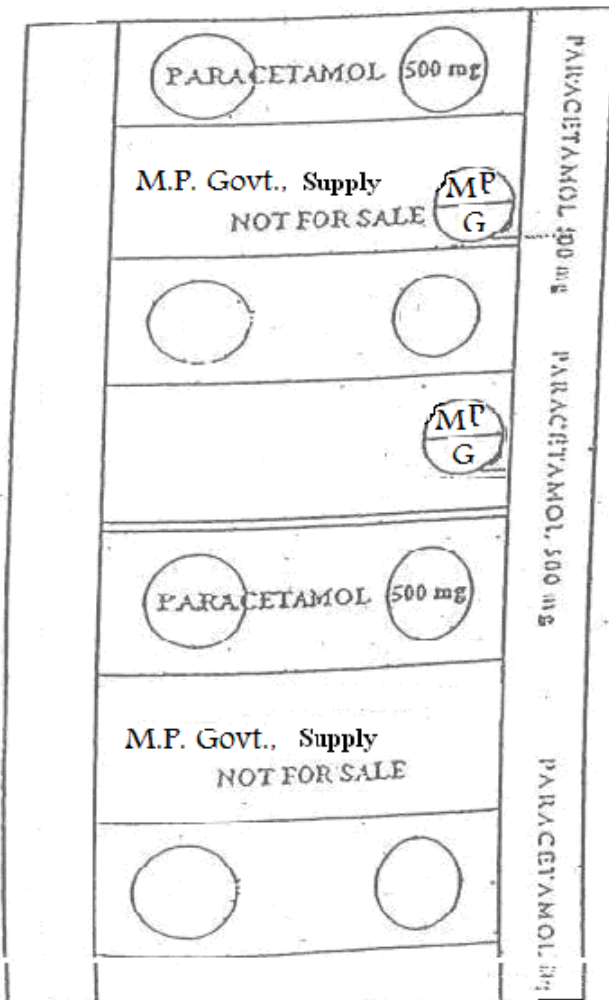 PARACETAMOL 500 mg
M.P. Govt., Supply
NOT FOR SALE
MP
G
MP
G
PARACETAMOL 500 mg
M.P. Govt., Supply
NOT FOR SALE
PARACETAMOL 500 mg
PARACETAMOL 500 mg
PARACETAMOL